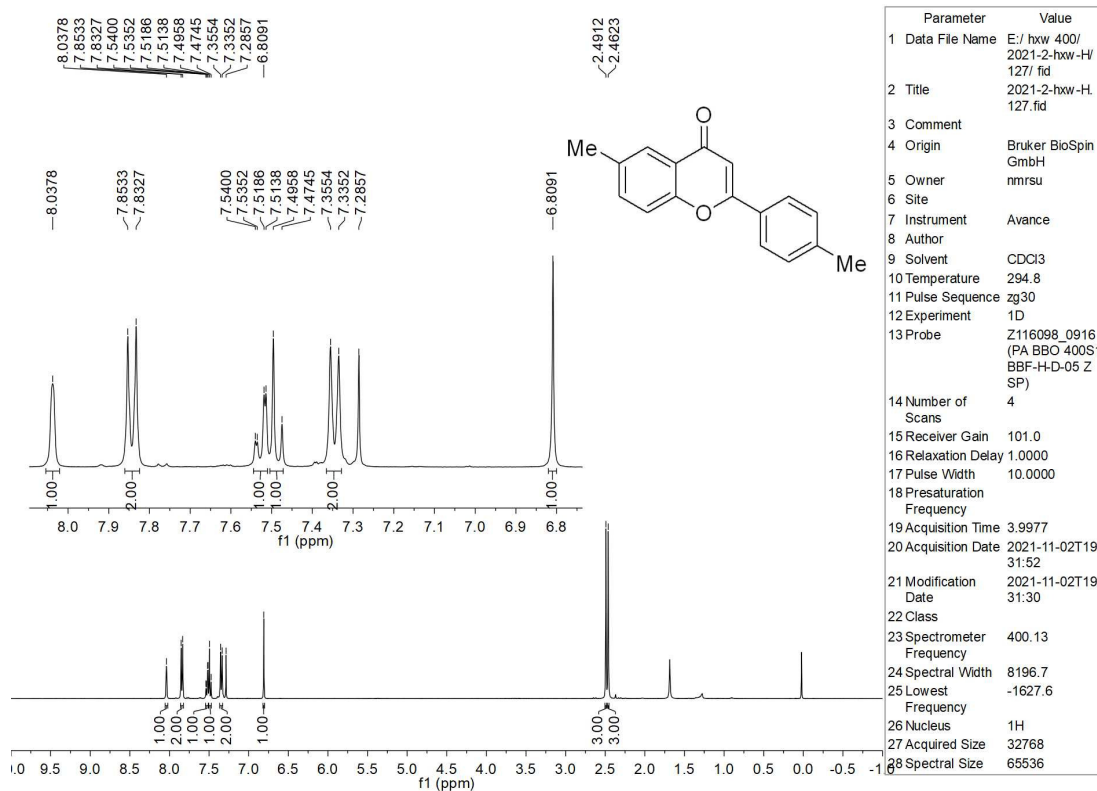 8.0378
7.8533
7.8327
7.5400
7.5352
7.5186
7.5138
7.4958
7.4745
7.3554
7.3352
7.2857
6.8091
2.4912
2.4623
8.0378
7.8533
7.8327
7.5400
7.5352
7.5186
7.5138
7.4958
7.4745
7.3554
7.3352
7.2857
6.8091
O
Me
O
Me
1.00
2.00
1.00
1.00
2.00
1.00
8.0 7.9 7.8 7.7 7.6 7.5 7.4 7.3 7.2 7.1 7.0 6.9 6.8
f1 (ppm)
1.00
2.00
1.00
1.00
2.00
1.00
3.00
3.00
0.0 9.5 9.0 8.5 8.0 7.5 7.0 6.5 6.0 5.5 5.0 4.5 4.0 3.5 3.0 2.5 2.0 1.5 1.0 0.5 0.0 -0.5 -1.0
f1 (ppm)
Parameter Value
1 Data File Name E:/ hxw 400/
2021-2-hxw-H/
127/ fid
2 Title 2021-2-hxw-H.
127.fid
3 Comment
4 Origin Bruker BioSpin
GmbH
5 Owner nmrsu
6 Site
7 Instrument Avance
8 Author
9 Solvent CDCl3
10 Temperature 294.8
11 Pulse Sequence zg30
12 Experiment 1D
13 Probe Z116098_0916
(PA BBO 400S1
BBF-H-D-05 Z
SP)
14 Number of 4
Scans
15 Receiver Gain 101.0
16 Relaxation Delay 1.0000
17 Pulse Width 10.0000
18 Presaturation
Frequency
19 Acquisition Time 3.9977
20 Acquisition Date 2021-11-02T19
31:52
21 Modification 2021-11-02T19
Date 31:30
22 Class
23 Spectrometer 400.13
Frequency
24 Spectral Width 8196.7
25 Lowest -1627.6
Frequency
26 Nucleus 1H
27 Acquired Size 32768
28 Spectral Size 65536